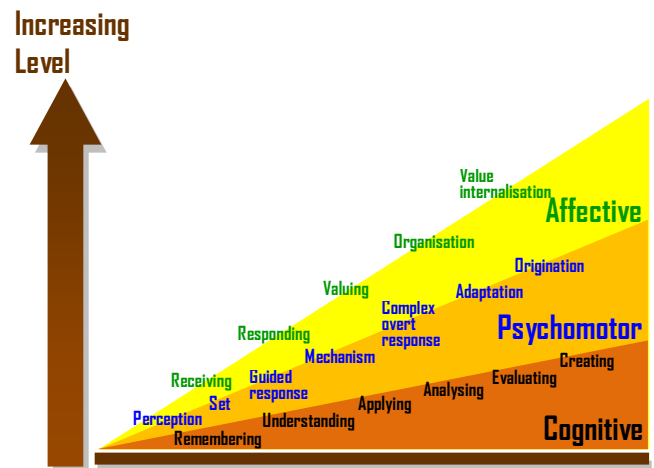 Increasing
Level
Value
internalisation
Affective
Organisation
Origination
Valuing
Adaptation
Complex
overt
response
Psychomotor
Responding
Mechanism
Creating
Receiving
Guided
response
Evaluating
Analysing
Set
Applying
Perception
Understanding
Remembering
Cognitive